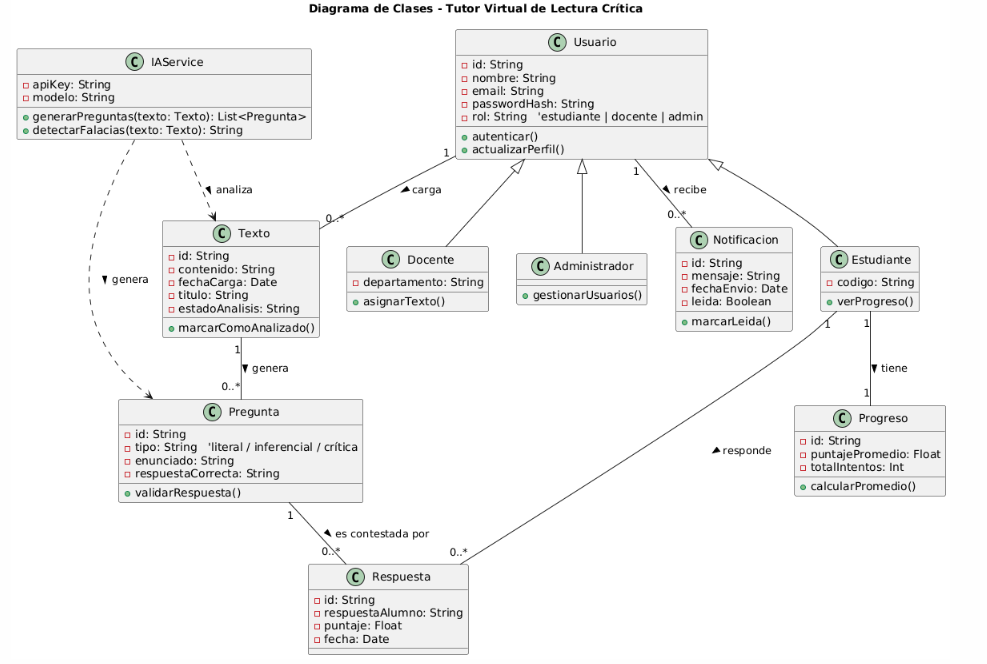 Diagrama de Clases - Tutor Virtual de Lectura Crítica
C IAService
apiKey: String
modelo: String
generarPreguntas(texto: Texto): List<Pregunta>
detectarFalacias(texto: Texto): String
C Usuario
id: String
nombre: String
email: String
passwordHash: String
rol: String 'estudiante | docente | admin
autenticar()
actualizarPerfil()
analiza
1
carga
0..*
1
recibe
0..*
genera
C Texto
id: String
contenido: String
fechaCarga: Date
titulo: String
estadoAnalisis: String
marcarComoAnalizado()
C Docente
departamento: String
asignarTexto()
C Administrador
gestionarUsuarios()
C Notificacion
id: String
mensaje: String
fechaEnvio: Date
leida: Boolean
marcarLeida()
C Estudiante
codigo: String
verProgreso()
1
genera
0..*
1
responde
0..*
1
tiene
1
C Pregunta
id: String
tipo: String 'literal / inferencial / crítica
enunciado: String
respuestaCorrecta: String
validarRespuesta()
C Progreso
id: String
puntajePromedio: Float
totalIntentos: Int
calcularPromedio()
1
es contestada por
0..*
C Respuesta
id: String
respuestaAlumno: String
puntaje: Float
fecha: Date